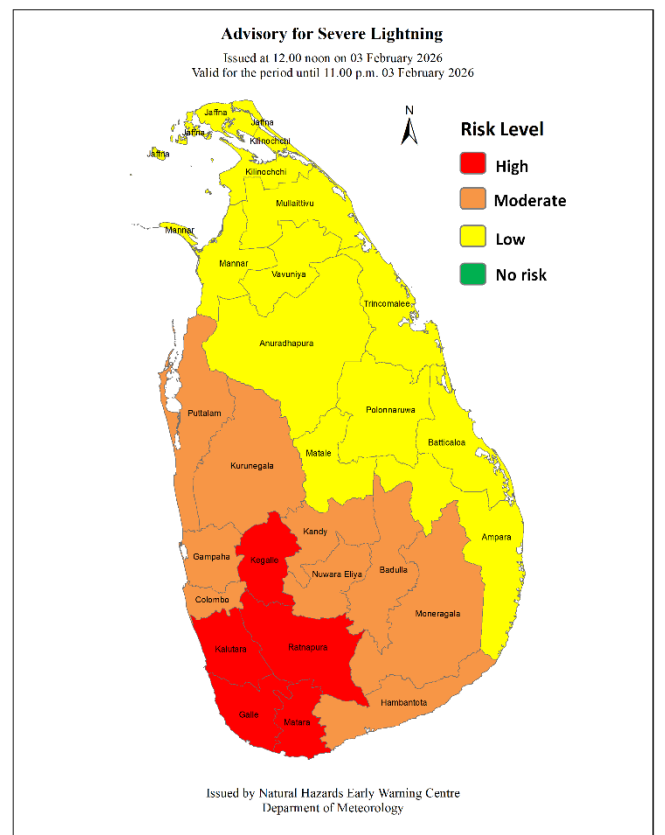 Advisory for Severe Lightning
Issued at 12.00 noon on 03 February 2026
Valid for the period until 11.00 p.m. 03 February 2026
N
Risk Level
High
Moderate
Low
No risk
Jaffna
Jaffna
Jaffna
Kilinochchi
Jaffna
Kilinochchi
Mullaittivu
Mannar
Mannar
Vavuniya
Trincomalee
Anuradhapura
Polonnaruwa
Puttalam
Batticaloa
Matale
Kurunegala
Kandy
Ampara
Gampaha
Kegalle
Nuwara Eliya
Badulla
Colombo
Moneragala
Kalutara
Ratnapura
Hambantota
Galle
Matara
Issued by Natural Hazards Early Warning Centre
Deparment of Meteorology